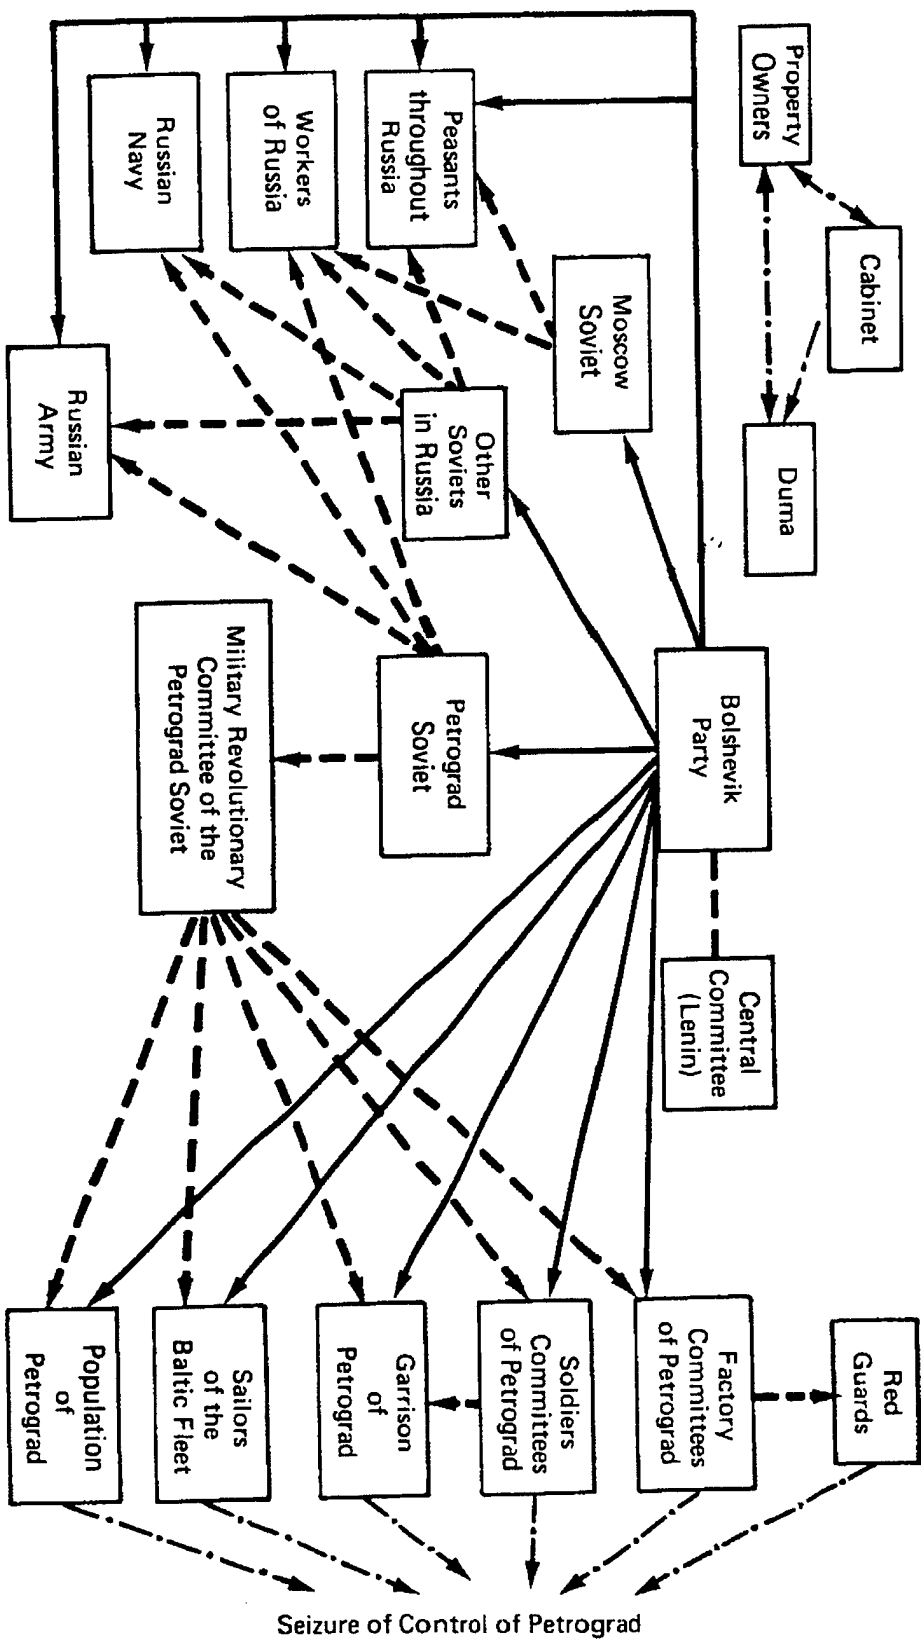 Property
Owners
Cabinet
Duma
Peasants
throughout
Russia
Workers
of Russia
Russian
Navy
Russian
Army
Moscow
Soviet
Other
Soviets
in Russia
Bolshevik
Party
Central
Committee
(Lenin)
Petrograd
Soviet
Military Revolutionary
Committee of the
Petrograd Soviet
Red
Guards
Factory
Committees
of Petrograd
Soldiers
Committees
of Petrograd
Garrison
of
Petrograd
Sailors
of the
Baltic Fleet
Population
of
Petrograd
Seizure of Control of Petrograd